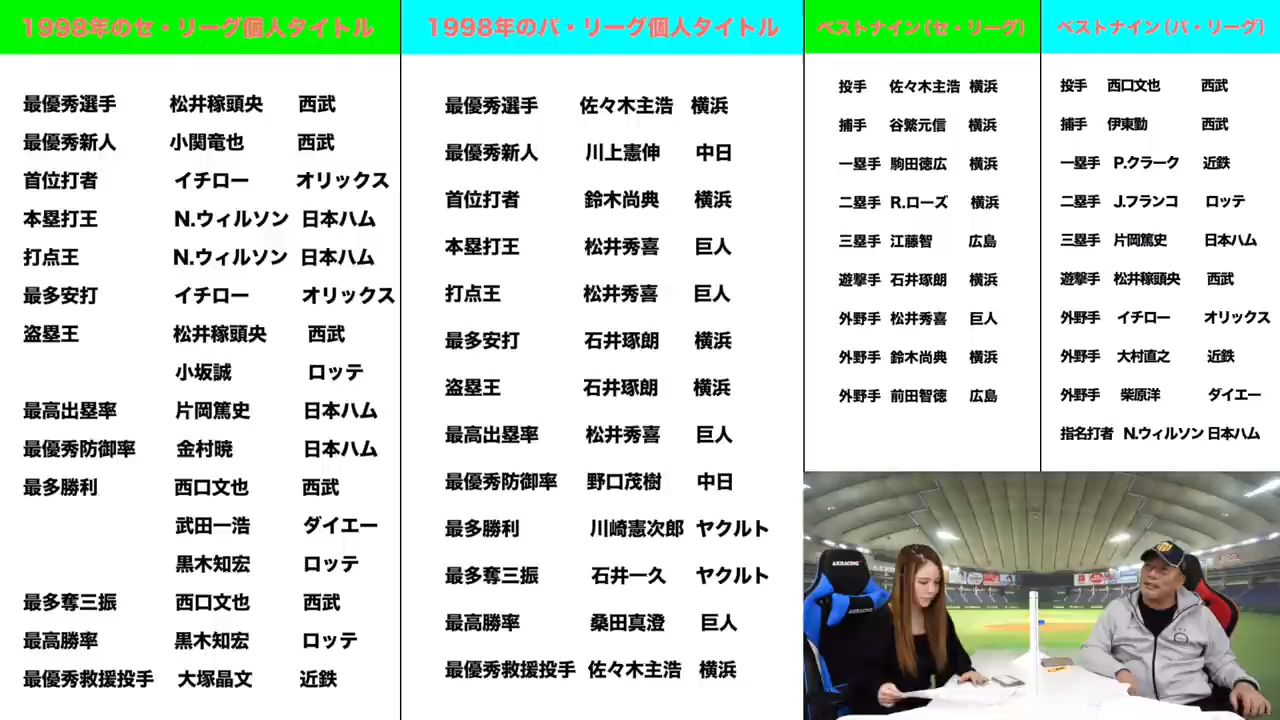 1998年のセ・リーグ個人タイトル
最優秀選手 松井稼頭央 西武
最優秀新人 小関竜也 西武
首位打者 イチロー オリックス
本塁打王 N.ウィルソン 日本ハム
打点王 N.ウィルソン 日本ハム
最多安打 イチロー オリックス
盗塁王 松井稼頭央 西武
小坂誠 ロッテ
最高出塁率 片岡篤史 日本ハム
最優秀防御率 金村暁 日本ハム
最多勝利 西口文也 西武
武田一浩 ダイエー
黒木知宏 ロッテ
最多奪三振 西口文也 西武
最高勝率 黒木知宏 ロッテ
最優秀救援投手 大塚晶文 近鉄
1998年のパ・リーグ個人タイトル
最優秀選手 佐々木主浩 横浜
最優秀新人 川上憲伸 中日
首位打者 鈴木尚典 横浜
本塁打王 松井秀喜 巨人
打点王 松井秀喜 巨人
最多安打 石井琢朗 横浜
盗塁王 石井琢朗 横浜
最高出塁率 松井秀喜 巨人
最優秀防御率 野口茂樹 中日
最多勝利 川崎憲次郎 ヤクルト
最多奪三振 石井一久 ヤクルト
最高勝率 桑田真澄 巨人
最優秀救援投手 佐々木主浩 横浜
ベストナイン(セ・リーグ)
投手 佐々木主浩 横浜
捕手 谷繁元信 横浜
一塁手 駒田徳広 横浜
二塁手 R.ローズ 横浜
三塁手 江藤智 広島
遊撃手 石井琢朗 横浜
外野手 松井秀喜 巨人
外野手 鈴木尚典 横浜
外野手 前田智徳 広島
ベストナイン(パ・リーグ)
投手 西口文也 西武
捕手 伊東勤 西武
一塁手 P.クラーク 近鉄
二塁手 J.フランコ ロッテ
三塁手 片岡篤史 日本ハム
遊撃手 松井稼頭央 西武
外野手 イチロー オリックス
外野手 大村直之 近鉄
外野手 柴原洋 ダイエー
指名打者 N.ウィルソン 日本ハム
AKRACING
AKRACING